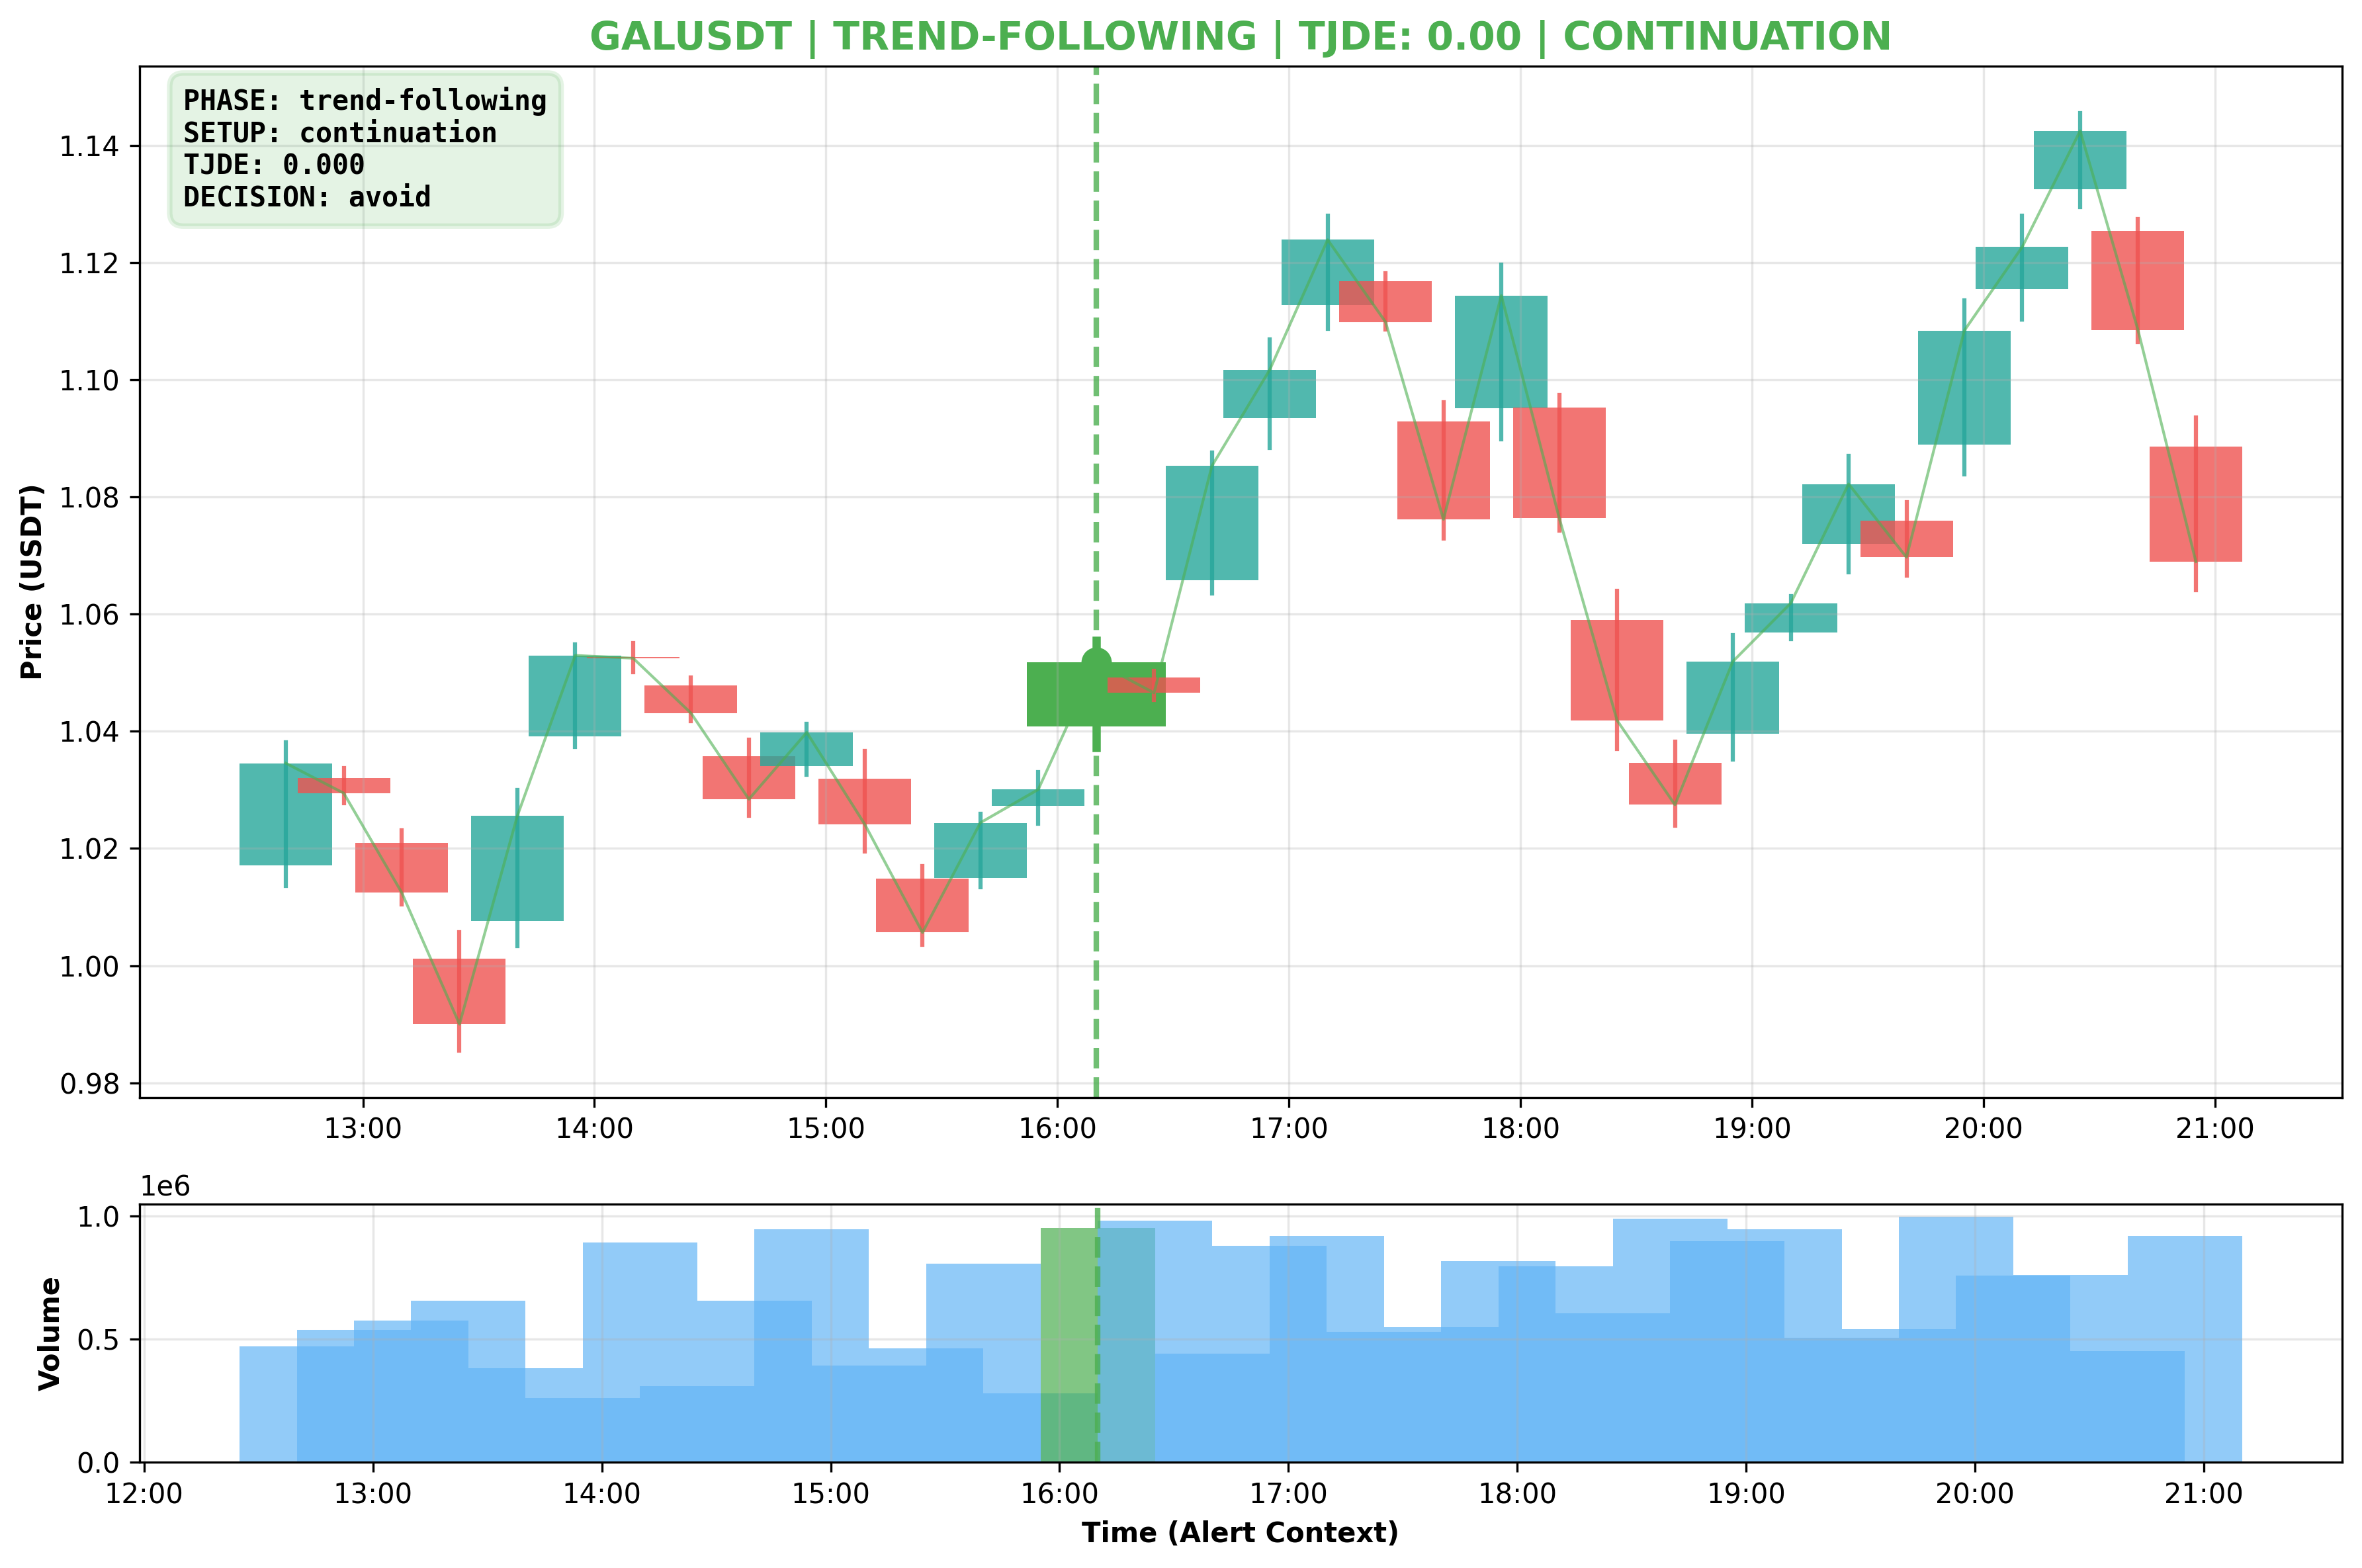 GALUSDT | TREND-FOLLOWING | TJDE: 0.00 | CONTINUATION
PHASE: trend-following
SETUP: continuation
TJDE: 0.000
DECISION: avoid
Price (USDT)
1.14
1.12
1.10
1.08
1.06
1.04
1.02
1.00
0.98
13:00 14:00 15:00 16:00 17:00 18:00 19:00 20:00 21:00
1e6
Volume
1.0
0.5
0.0
12:00 13:00 14:00 15:00 16:00 17:00 18:00 19:00 20:00 21:00
Time (Alert Context)